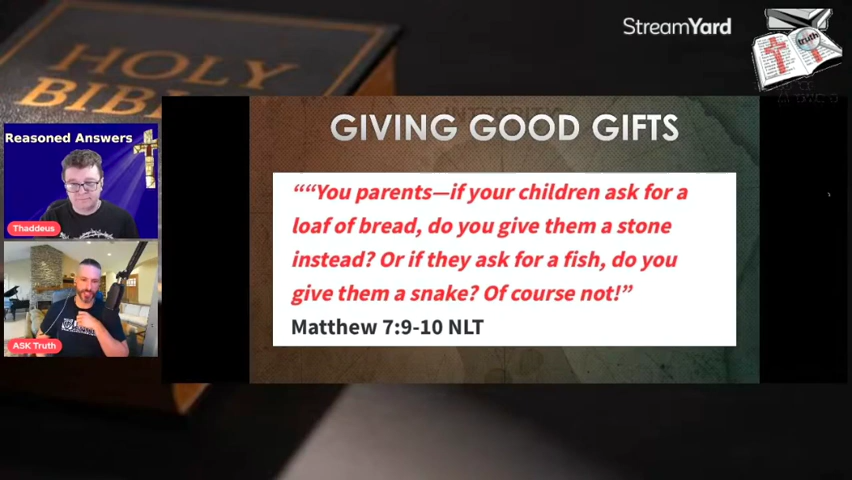 StreamYard
truth
HOLY
BIB
Reasoned Answers
Thaddeus
ASK Truth
INTEGRITY
GIVING GOOD GIFTS
““You parents—if your children ask for a
loaf of bread, do you give them a stone
instead? Or if they ask for a fish, do you
give them a snake? Of course not!”
Matthew 7:9-10 NLT